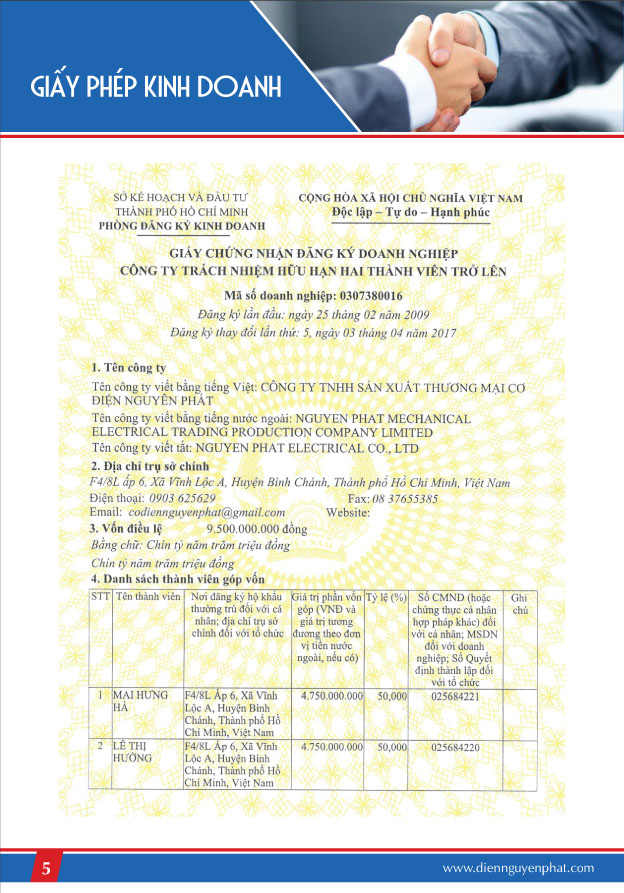 GIẤY PHÉP KINH DOANH
SỞ KẾ HOẠCH VÀ ĐẦU TƯ
THÀNH PHỐ HỒ CHÍ MINH
PHÒNG ĐĂNG KÝ KINH DOANH
CỘNG HÒA XÃ HỘI CHỦ NGHĨA VIỆT NAM
Độc lập – Tự do – Hạnh phúc
GIẤY CHỨNG NHẬN ĐĂNG KÝ DOANH NGHIỆP
CÔNG TY TRÁCH NHIỆM HỮU HẠN HAI THÀNH VIÊN TRỞ LÊN
Mã số doanh nghiệp: 0307380016
Đăng ký lần đầu: ngày 25 tháng 02 năm 2009
Đăng ký thay đổi lần thứ: 5, ngày 03 tháng 04 năm 2017
1. Tên công ty
Tên công ty viết bằng tiếng Việt: CÔNG TY TNHH SẢN XUẤT THƯƠNG MẠI CƠ
ĐIỆN NGUYÊN PHÁT
Tên công ty viết bằng tiếng nước ngoài: NGUYEN PHAT MECHANICAL
ELECTRICAL TRADING PRODUCTION COMPANY LIMITED
Tên công ty viết tắt: NGUYEN PHAT ELECTRICAL CO., LTD
2. Địa chỉ trụ sở chính
F4/8L ấp 6, Xã Vĩnh Lộc A, Huyện Bình Chánh, Thành phố Hồ Chí Minh, Việt Nam
Điện thoại: 0903 625629 Fax: 08 37655385
Email: codiennguyenphat@gmail.com Website:
3. Vốn điều lệ 9.500.000.000 đồng
Bằng chữ: Chín tỷ năm trăm triệu đồng
Chín tỷ năm trăm triệu đồng
4. Danh sách thành viên góp vốn
STT Tên thành viên Nơi đăng ký hộ khẩu Giá trị phần vốn Tỷ lệ (%) Số CMND (hoặc Ghi
thường trú đối với cá góp (VNĐ và chứng thực cá nhân chú
nhân; địa chỉ trụ sở giá trị tương hợp pháp khác) đối
chính đối với tổ chức đương theo đơn với cá nhân; MSDN
vị tiền nước đối với doanh
ngoài, nếu có) nghiệp; Số Quyết
định thành lập đối
với tổ chức
1 MAI HƯNG F4/8L Ấp 6, Xã Vĩnh 4.750.000.000 50,000 025684221
HÀ Lộc A, Huyện Bình
Chánh, Thành phố Hồ
Chí Minh, Việt Nam
2 LÊ THỊ F4/8L Ấp 6, Xã Vĩnh 4.750.000.000 50,000 025684220
HƯỜNG Lộc A, Huyện Bình
Chánh, Thành phố Hồ
Chí Minh, Việt Nam
5
www.diennguyenphat.com